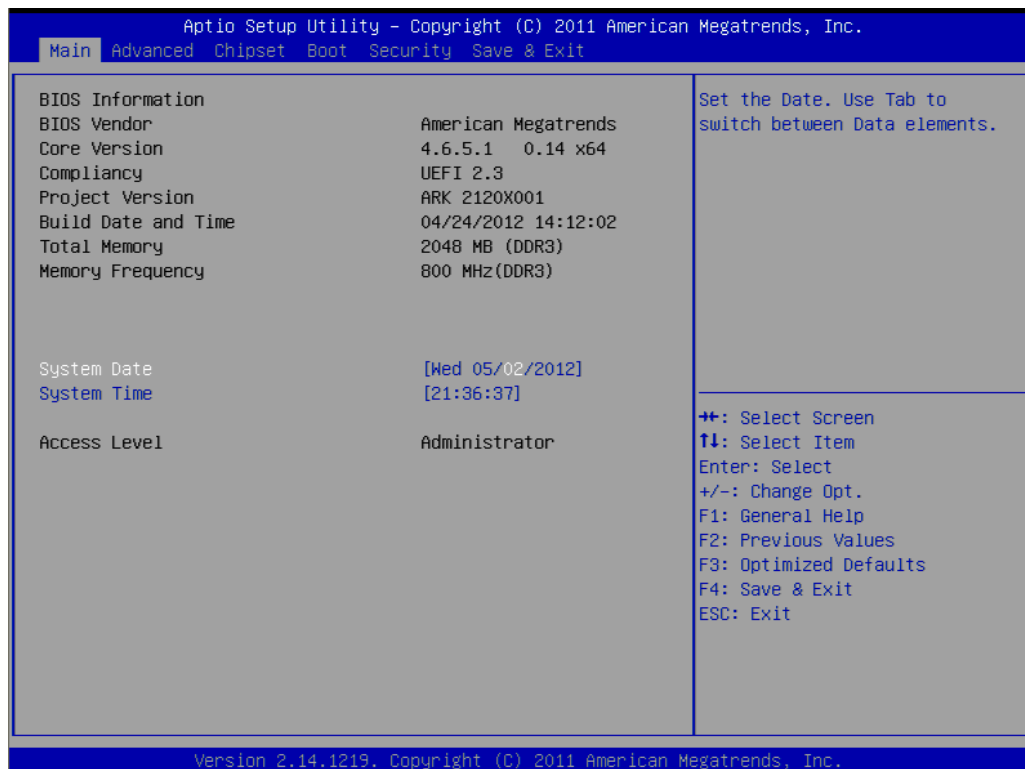 Aptio Setup Utility – Copyright (C) 2011 American Megatrends, Inc.
Main Advanced Chipset Boot Security Save & Exit
BIOS Information
BIOS Vendor American Megatrends
Core Version 4.6.5.1 0.14 x64
Compliancy UEFI 2.3
Project Version ARK 2120X001
Build Date and Time 04/24/2012 14:12:02
Total Memory 2048 MB (DDR3)
Memory Frequency 800 MHz(DDR3)
System Date [Wed 05/02/2012]
System Time [21:36:37]
Access Level Administrator
Set the Date. Use Tab to
switch between Data elements.
→←: Select Screen
↑↓: Select Item
Enter: Select
+/-: Change Opt.
F1: General Help
F2: Previous Values
F3: Optimized Defaults
F4: Save & Exit
ESC: Exit
Version 2.14.1219. Copyright (C) 2011 American Megatrends, Inc.